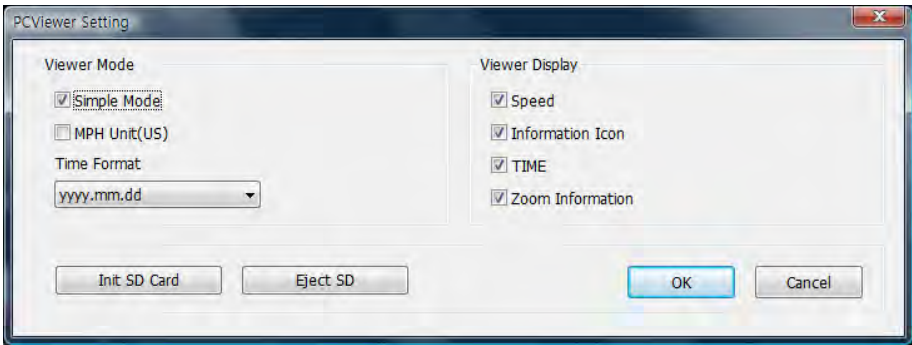 PCViewer Setting
Viewer Mode
Simple Mode
MPH Unit(US)
Time Format
yyyy.mm.dd
Viewer Display
Speed
Information Icon
TIME
Zoom Information
Init SD Card
Eject SD
OK
Cancel